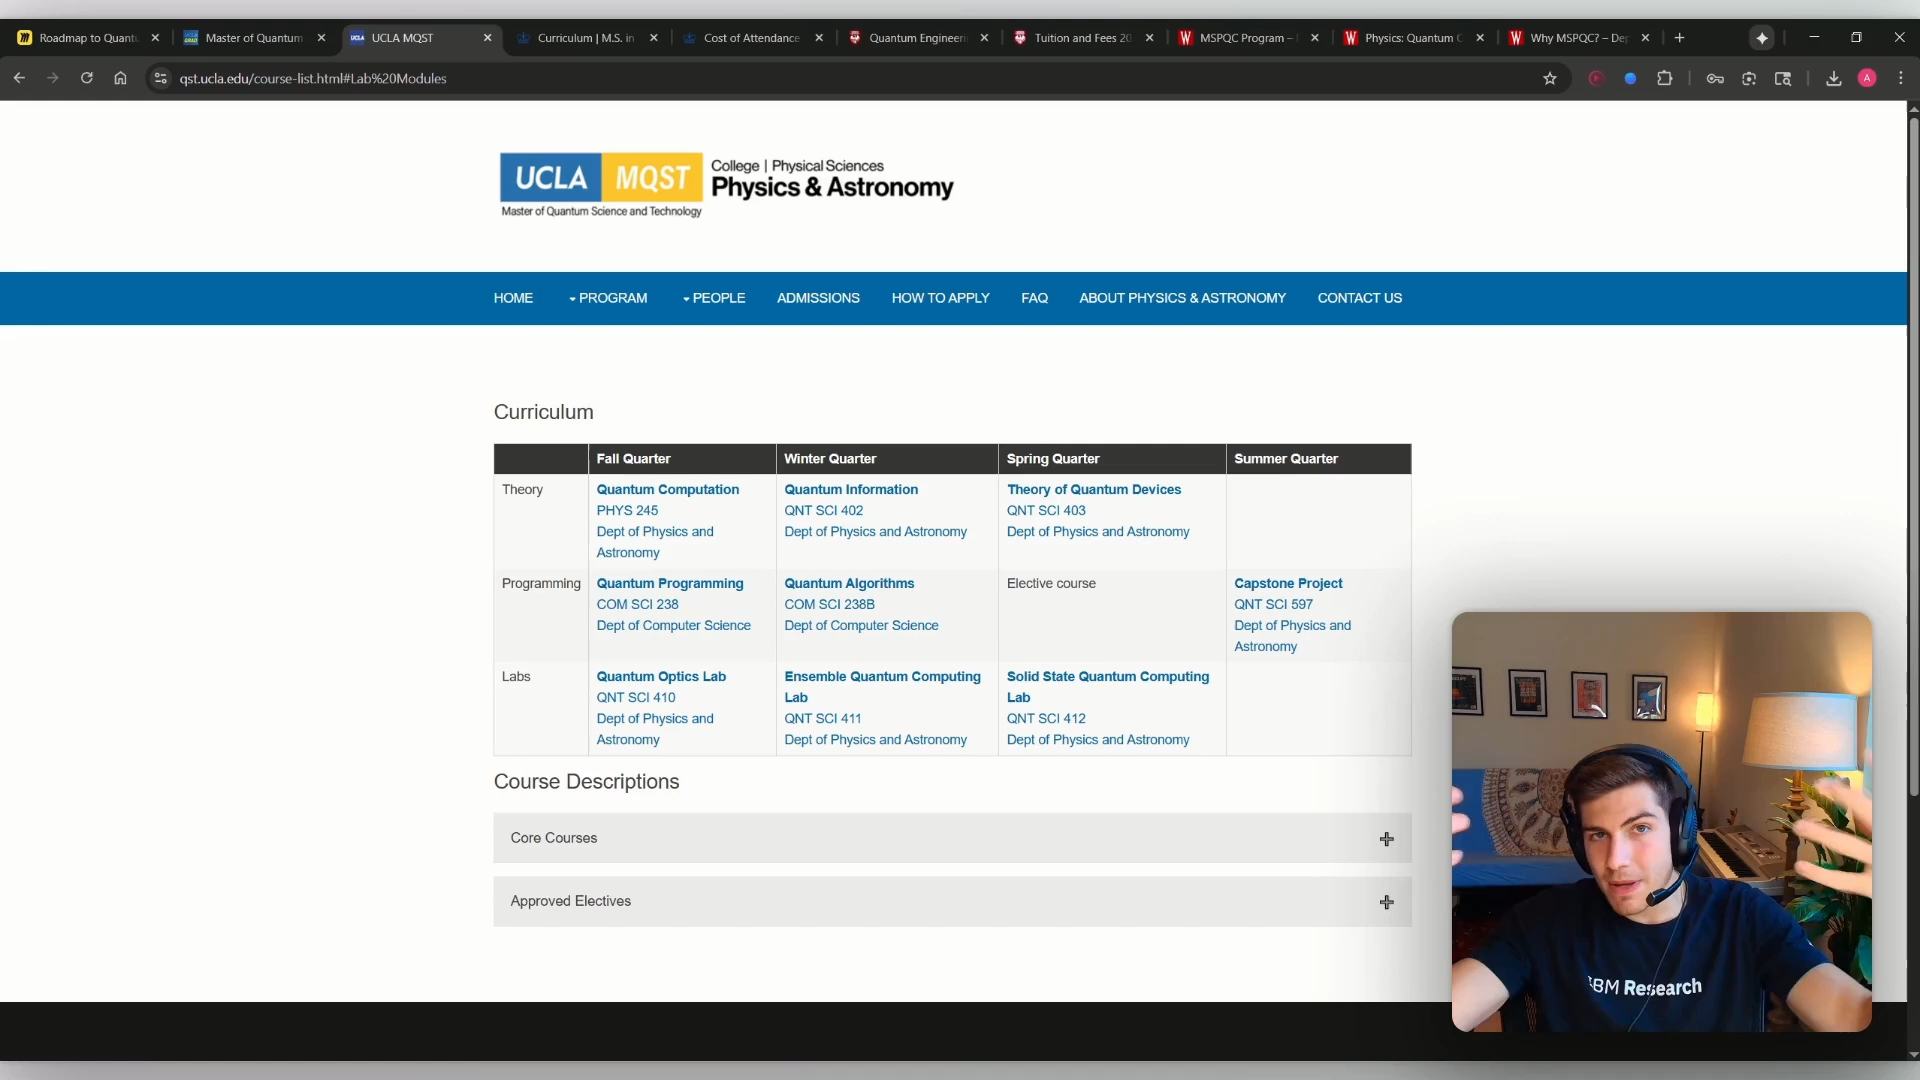 Roadmap to Quant
Master of Quantum
UCLA MQST
Curriculum | M.S. in
Cost of Attendance
Quantum Engineeri
Tuition and Fees 20
MSPQC Program –
Physics: Quantum C
Why MSPQC? – Dep
qst.ucla.edu/course-list.html#Lab%20Modules
A
UCLA MQST
Master of Quantum Science and Technology
College | Physical Sciences
Physics & Astronomy
HOME
PROGRAM
PEOPLE
ADMISSIONS
HOW TO APPLY
FAQ
ABOUT PHYSICS & ASTRONOMY
CONTACT US
Curriculum
Fall Quarter
Winter Quarter
Spring Quarter
Summer Quarter
Theory
Quantum Computation
PHYS 245
Dept of Physics and
Astronomy
Quantum Information
QNT SCI 402
Dept of Physics and Astronomy
Theory of Quantum Devices
QNT SCI 403
Dept of Physics and Astronomy
Programming
Quantum Programming
COM SCI 238
Dept of Computer Science
Quantum Algorithms
COM SCI 238B
Dept of Computer Science
Elective course
Capstone Project
QNT SCI 597
Dept of Physics and
Astronomy
Labs
Quantum Optics Lab
QNT SCI 410
Dept of Physics and
Astronomy
Ensemble Quantum Computing
Lab
QNT SCI 411
Dept of Physics and Astronomy
Solid State Quantum Computing
Lab
QNT SCI 412
Dept of Physics and Astronomy
Course Descriptions
Core Courses
Approved Electives
BM Research